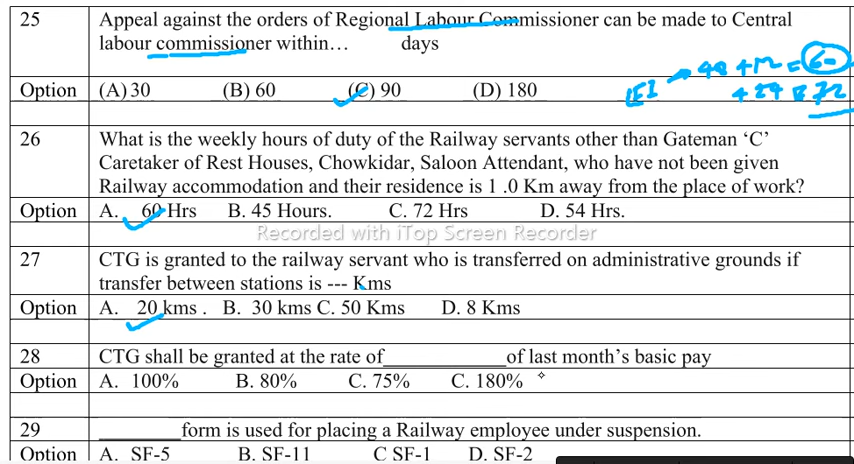 25 Appeal against the orders of Regional Labour Commissioner can be made to Central
labour commissioner within… days
EI → 48 + 12 = 60
+ 24 = 72
Option (A) 30 (B) 60 (C) 90 (D) 180
26 What is the weekly hours of duty of the Railway servants other than Gateman ‘C’
Caretaker of Rest Houses, Chowkidar, Saloon Attendant, who have not been given
Railway accommodation and their residence is 1 .0 Km away from the place of work?
Option A. 60 Hrs B. 45 Hours. C. 72 Hrs D. 54 Hrs.
Recorded with iTop Screen Recorder
27 CTG is granted to the railway servant who is transferred on administrative grounds if
transfer between stations is --- Kms
Option A. 20 kms . B. 30 kms C. 50 Kms D. 8 Kms
28 CTG shall be granted at the rate of_____________of last month’s basic pay
Option A. 100% B. 80% C. 75% C. 180%
29 _________form is used for placing a Railway employee under suspension.
Option A. SF-5 B. SF-11 C SF-1 D. SF-2